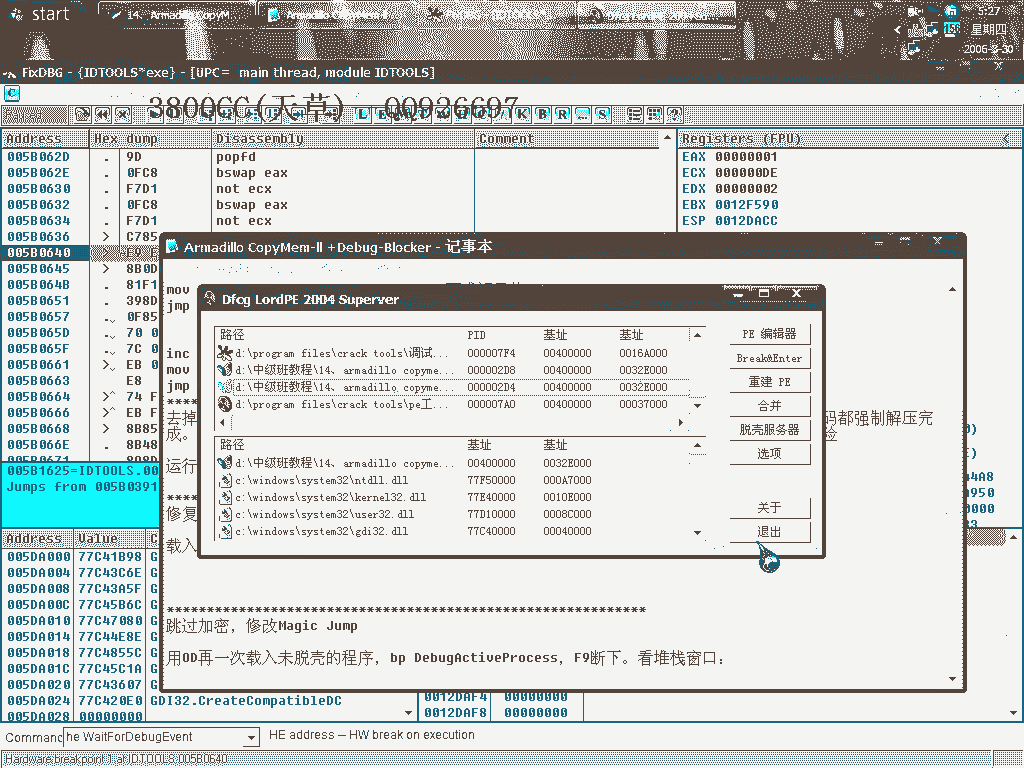 start
14、Armadillo CopyM...
Armadillo CopyMem-II
5:27
星期四
2006-3-30
FixDBG - {IDTOOLS*exe} - [UPC= main thread, module IDTOOLS]
3800CC(天草) 00936697
Address Hex dump Disassembly Comment Registers (FPU)
005B062D . 9D popfd EAX 00000001
005B062E . 0FC8 bswap eax ECX 000000DE
005B0630 . F7D1 not ecx EDX 00000002
005B0632 . 0FC8 bswap eax EBX 0012F590
005B0634 . F7D1 not ecx ESP 0012DACC
005B0636 > C785
005B0640 . E9
005B0645 > 8B0D
005B064B . 81F1
005B0651 . 398D
005B0657 . 0F85
005B065D . 70 0
005B065F . 7C 0
005B0661 > EB 0
005B0663 E8
005B0664 >^ 74 F
005B0666 >^ EB F
005B0668 > 8B85
005B066E . 8B48
005B0671
005B1625=IDTOOLS.00
Jumps from 005B0391
Armadillo CopyMem-ll +Debug-Blocker - 记事本
mov
jmp
inc
mov
jmp
去掉
码都强制解压完
成。
运行
修复
载入
Dfcg LordPE 2004 Superver
路径 PID 基址 基址
d:\program files\crack tools\调试... 000007F4 00400000 0016A000
d:\中级班教程\14、armadillo copyme... 000002D8 00400000 0032E000
d:\中级班教程\14、armadillo copyme... 000002D4 00400000 0032E000
d:\program files\crack tools\pe工... 000007A0 00400000 00037000
路径 基址 基址
d:\中级班教程\14、armadillo copyme... 00400000 0032E000
c:\windows\system32\ntdll.dll 77F50000 000A7000
c:\windows\system32\kernel32.dll 77E40000 0010E000
c:\windows\system32\user32.dll 77D10000 0008C000
c:\windows\system32\gdi32.dll 77C40000 00040000
PE 编辑器
Break&Enter
重建 PE
合并
脱壳服务器
选项
关于
退出
Address Value C
005DA000 77C41B98 G
005DA004 77C43C6E G
005DA008 77C43A5F G
005DA00C 77C45B6C G
005DA010 77C47080 G
005DA014 77C44E8E G
005DA018 77C4855C G
005DA01C 77C45C1A G
005DA020 77C43607 G
005DA024 77C420E0 GDI32.CreateCompatibleDC
005DA028 00000000
************************************************************
跳过加密，修改Magic Jump
用OD再一次载入未脱壳的程序，bp DebugActiveProcess，F9断下。看堆栈窗口：
0012DAF4 00000000
0012DAF8 00000000
Command he WaitForDebugEvent HE address -- HW break on execution
Hardware breakpoint 1 at IDTOOLS.005B0640